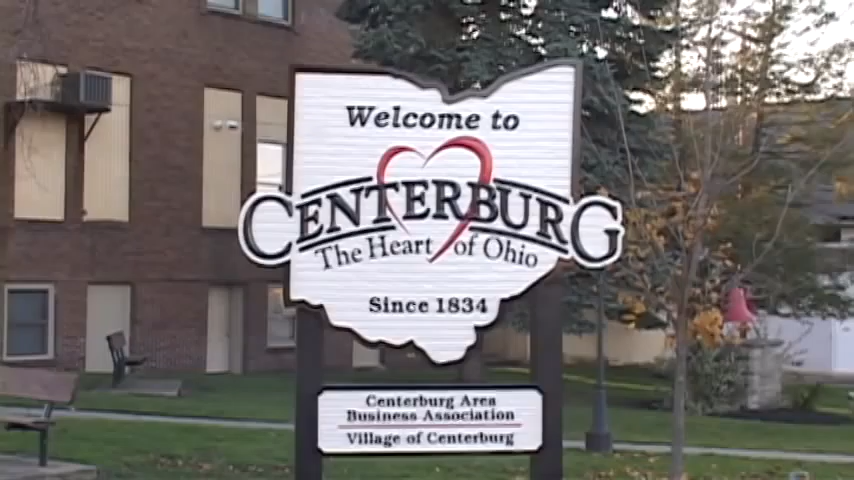 Welcome to
CENTERBURG
The Heart of Ohio
Since 1834
Centerburg Area
Business Association
Village of Centerburg